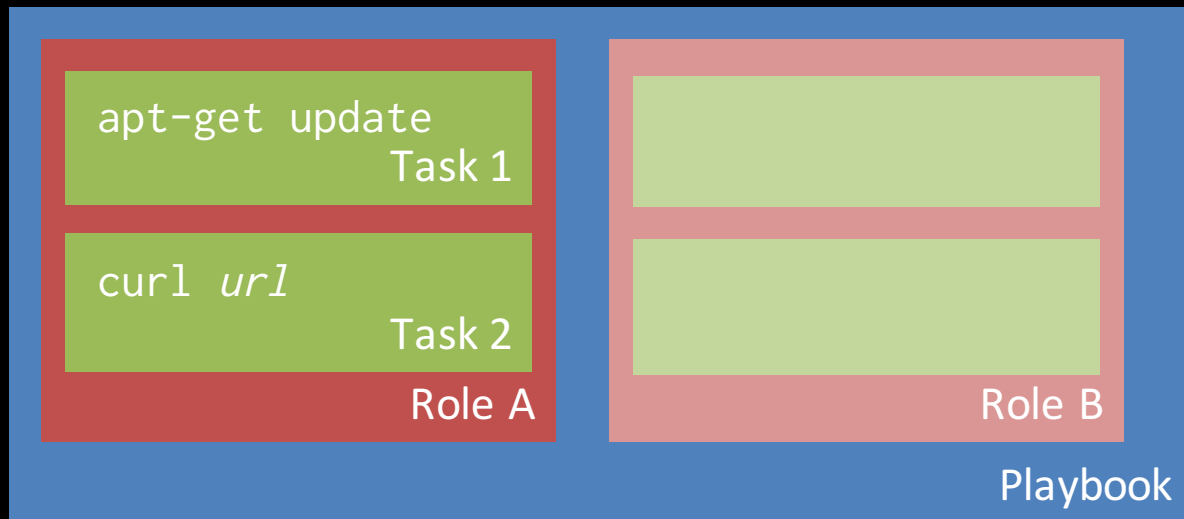 apt-get update
Task 1
curl url
Task 2
Role A
Role B
Playbook